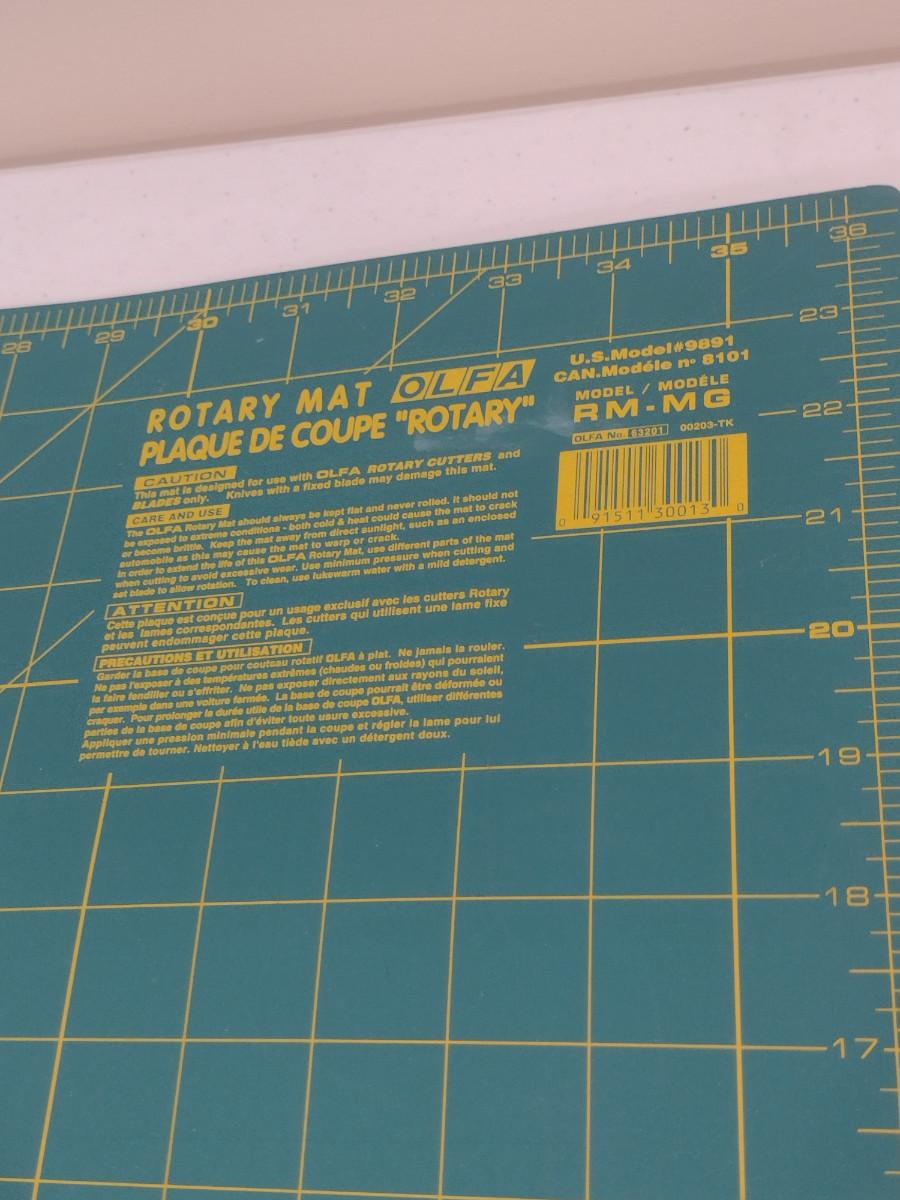 28 29 30 31 32 33 34 35 36
23
22
21
20
19
18
17
ROTARY MAT OLFA
PLAQUE DE COUPE "ROTARY"
CAUTION
This mat is designed for use with OLFA ROTARY CUTTERS and
BLADES only. Knives with a fixed blade may damage this mat.
CARE AND USE
The OLFA Rotary Mat should always be kept flat and never rolled. It should not
be exposed to extreme conditions - both cold & heat could cause the mat to crack
or become brittle. Keep the mat away from direct sunlight, such as an enclosed
automobile as this may cause the mat to warp or crack.
In order to extend the life of this OLFA Rotary Mat, use different parts of the mat
when cutting to avoid excessive wear. Use minimum pressure when cutting and
set blade to allow rotation. To clean, use lukewarm water with a mild detergent.
ATTENTION
Cette plaque est conçue pour un usage exclusif avec les cutters Rotary
et les lames correspondantes. Les cutters qui utilisent une lame fixe
peuvent endommager cette plaque.
PRECAUTIONS ET UTILISATION
Garder la base de coupe pour couteau rotatif OLFA à plat. Ne jamais la rouler.
Ne pas l'exposer à des températures extrêmes (chaudes ou froides) qui pourraient
la faire fendiller ou s'effriter. Ne pas exposer directement aux rayons du soleil,
par exemple dans une voiture fermée. La base de coupe pourrait être déformée ou
craquer. Pour prolonger la durée utile de la base de coupe OLFA, utiliser différentes
parties de la base de coupe afin d'éviter toute usure excessive.
Appliquer une pression minimale pendant la coupe et régler la lame pour lui
permettre de tourner. Nettoyer à l'eau tiède avec un détergent doux.
U.S.Model#9891
CAN.Modéle n° 8101
MODEL / MODÉLE
RM-MG
OLFA No. 63201 00203-TK
0 91511 30013 0